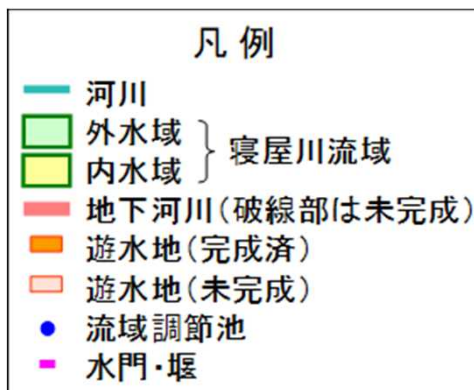 凡例
河川
外水域
寝屋川流域
内水域
地下河川(破線部は未完成)
遊水地(完成済)
遊水地(未完成)
流域調節池
水門・堰